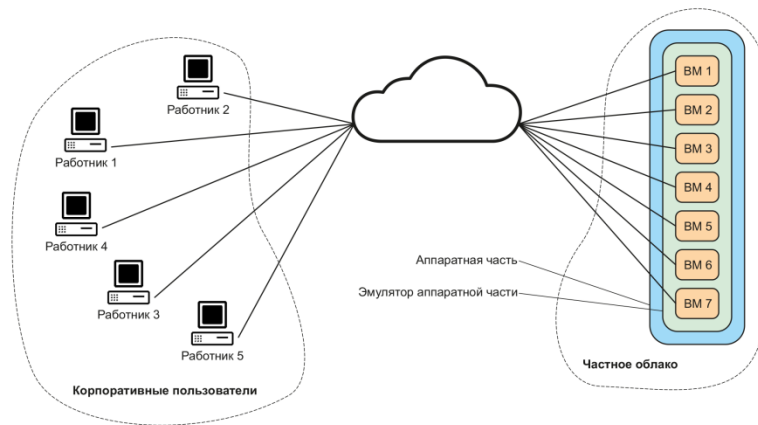 Работник 2
Работник 1
Работник 4
Работник 3
Работник 5
Корпоративные пользователи
ВМ 1
ВМ 2
ВМ 3
ВМ 4
ВМ 5
ВМ 6
ВМ 7
Аппаратная часть
Эмулятор аппаратной части
Частное облако